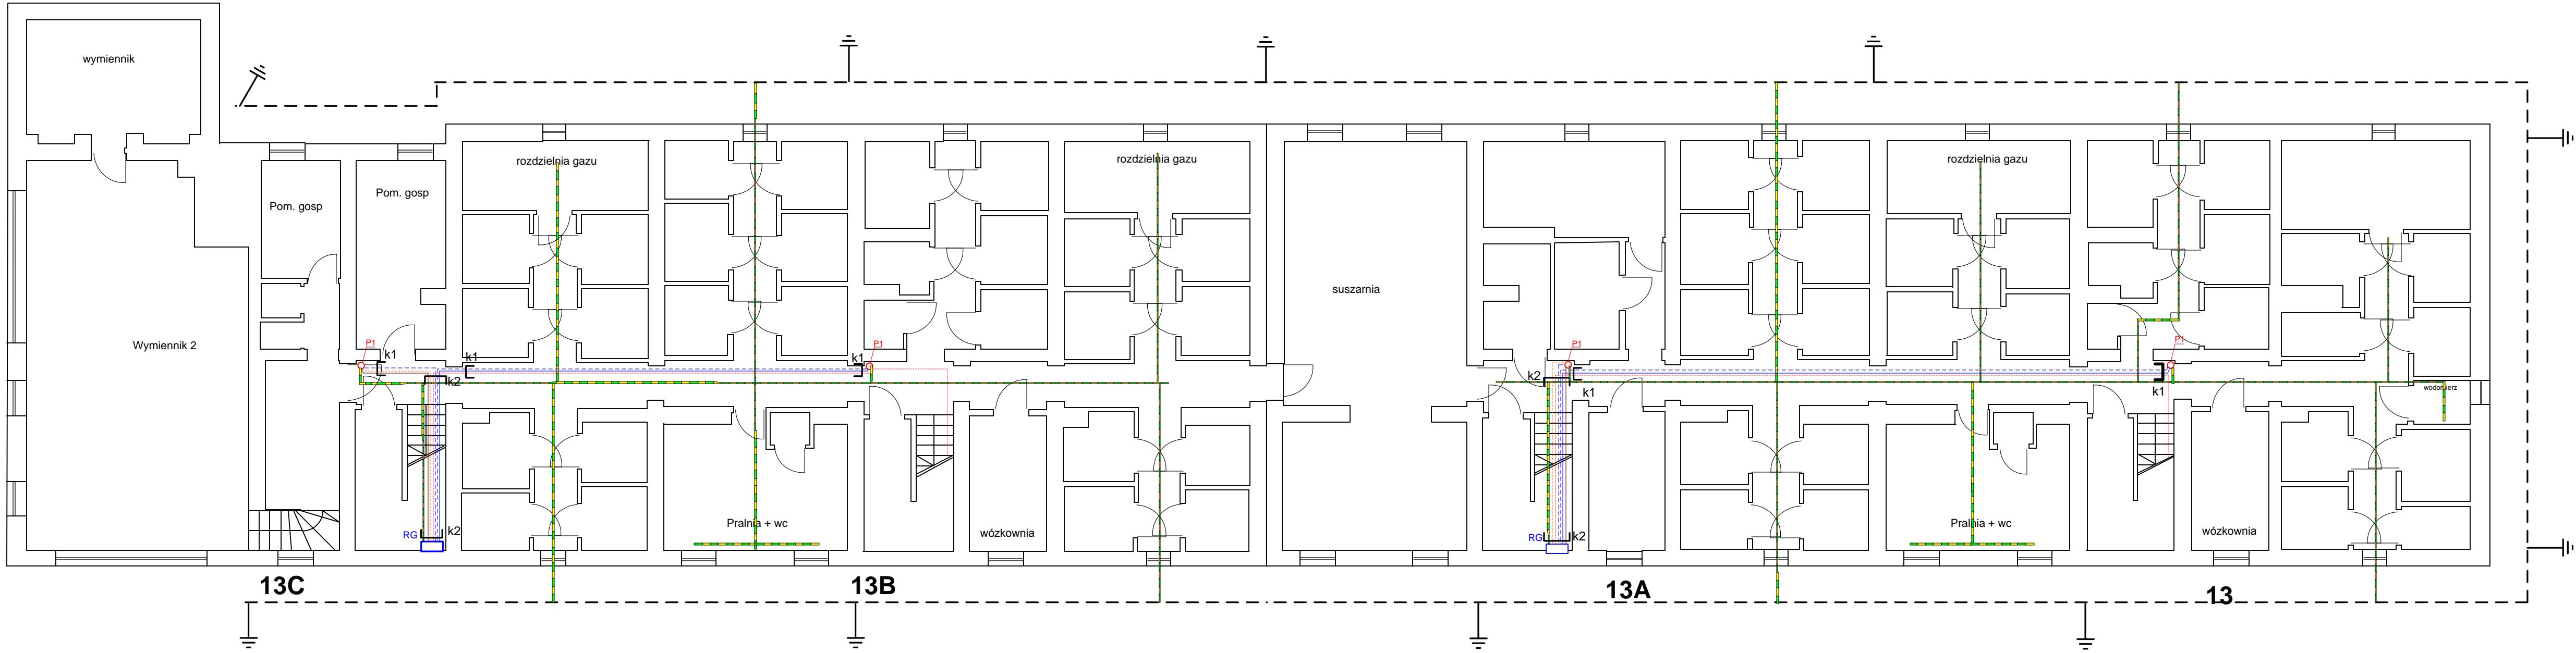 wymiennik
rozdzielnia gazu
rozdzielnia gazu
rozdzielnia gazu
Pom. gosp
Pom. gosp
suszarnia
Wymiennik 2
P1
k1
k1
k1
P1
P1
P1
k2
k2
k1
k1
wodomierz
RG
k2
Pralnia + wc
wózkownia
RG
k2
Pralnia + wc
wózkownia
13C
13B
13A
13